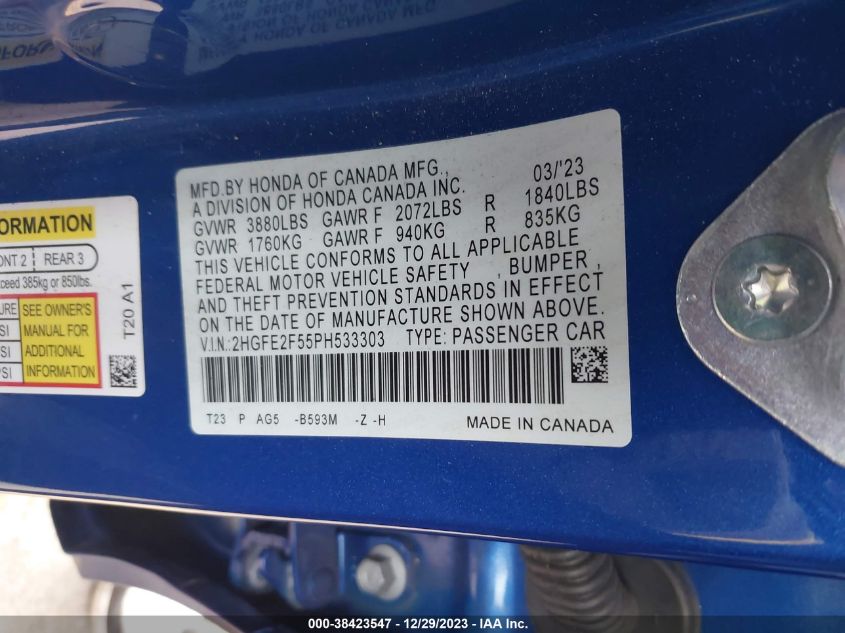 MFD.BY HONDA OF CANADA MFG., 03/'23
A DIVISION OF HONDA CANADA INC.
GVWR 3880LBS GAWR F 2072LBS R 1840LBS
GVWR 1760KG GAWR F 940KG R 835KG
THIS VEHICLE CONFORMS TO ALL APPLICABLE
FEDERAL MOTOR VEHICLE SAFETY , BUMPER ,
AND THEFT PREVENTION STANDARDS IN EFFECT
ON THE DATE OF MANUFACTURE SHOWN ABOVE.
V.I.N.:2HGFE2F55PH533303 TYPE: PASSENGER CAR
T23 P AG5 -B593M -Z -H MADE IN CANADA
REAR 3
385kg or 850lbs.
SEE OWNER'S
MANUAL FOR
ADDITIONAL
INFORMATION
T20 A1
000-38423547 - 12/29/2023 - IAA Inc.